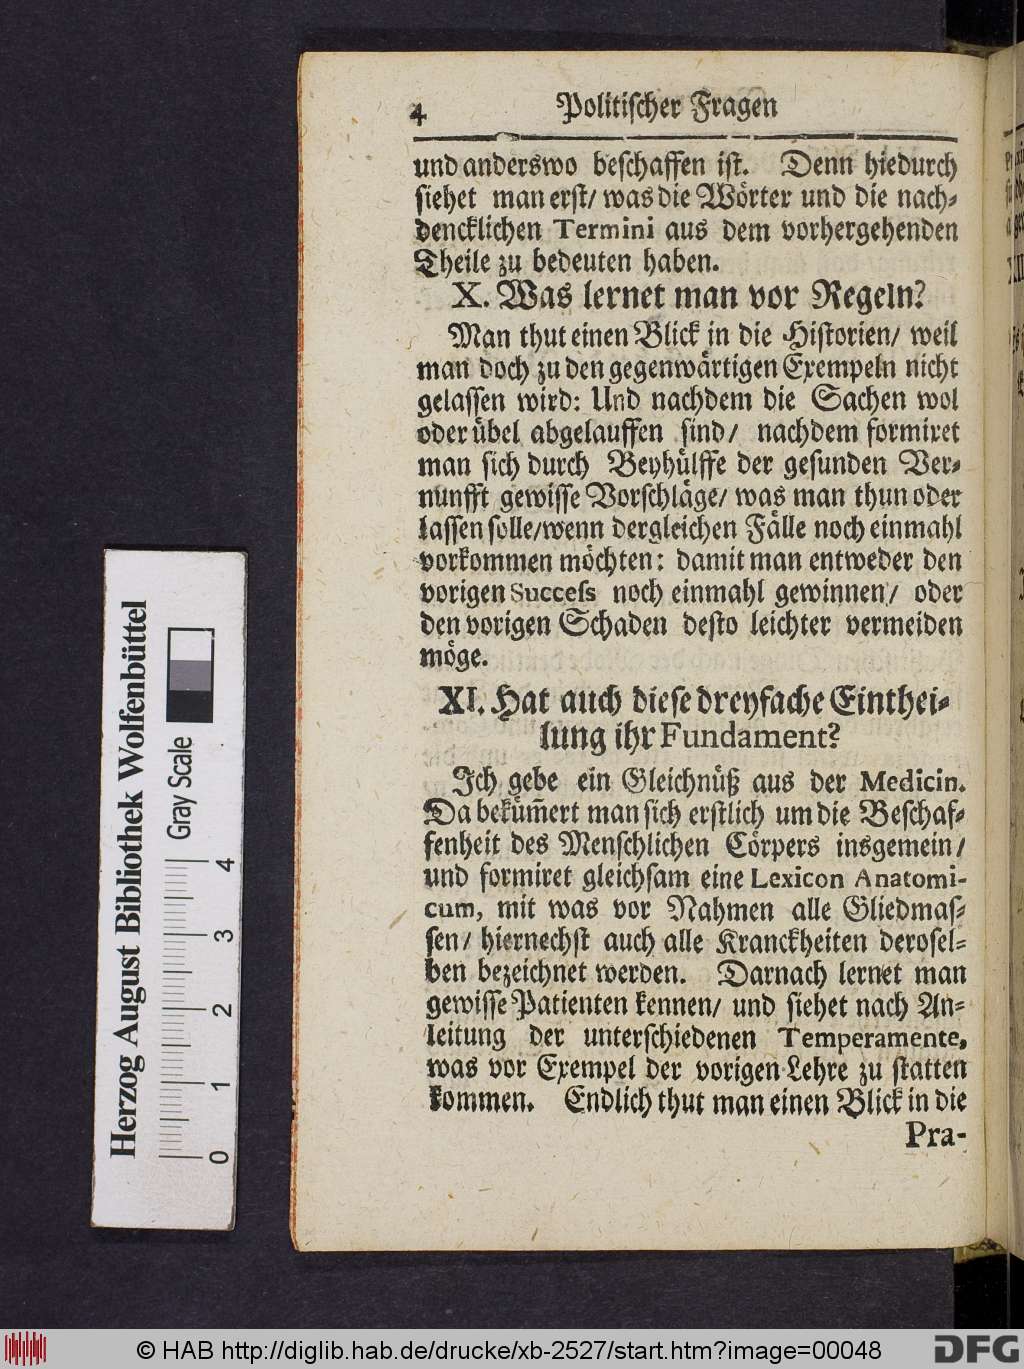 4 Politischer Fragen
und anderswo beschaffen ist. Denn hiedurch
siehet man erst/ was die Wörter und die nach-
dencklichen Termini aus dem vorhergehenden
Theile zu bedeuten haben.
X. Was lernet man vor Regeln?
Man thut einen Blick in die Historien/ weil
man doch zu den gegenwärtigen Exempeln nicht
gelassen wird: Und nachdem die Sachen wol
oder übel abgelauffen sind/ nachdem formiret
man sich durch Beyhülffe der gesunden Ver-
nunfft gewisse Vorschläge/ was man thun oder
lassen solle/wenn dergleichen Fälle noch einmahl
vorkommen möchten: damit man entweder den
vorigen Success noch einmahl gewinnen/ oder
den vorigen Schaden desto leichter vermeiden
möge.
XI. Hat auch diese dreyfache Einthei-
lung ihr Fundament?
Ich gebe ein Gleichnüß aus der Medicin.
Da beküm̃ert man sich erstlich um die Beschaf-
fenheit des Menschlichen Cörpers insgemein/
und formiret gleichsam eine Lexicon Anatomi-
cum, mit was vor Nahmen alle Gliedmas-
sen/ hiernechst auch alle Kranckheiten derosel-
ben bezeichnet werden. Darnach lernet man
gewisse Patienten kennen/ und siehet nach An-
leitung der unterschiedenen Temperamente,
was vor Exempel der vorigen Lehre zu statten
kommen. Endlich thut man einen Blick in die
Pra-
Herzog August Bibliothek Wolfenbüttel
Gray Scale
0 1 2 3 4
© HAB http://diglib.hab.de/drucke/xb-2527/start.htm?image=00048
DFG